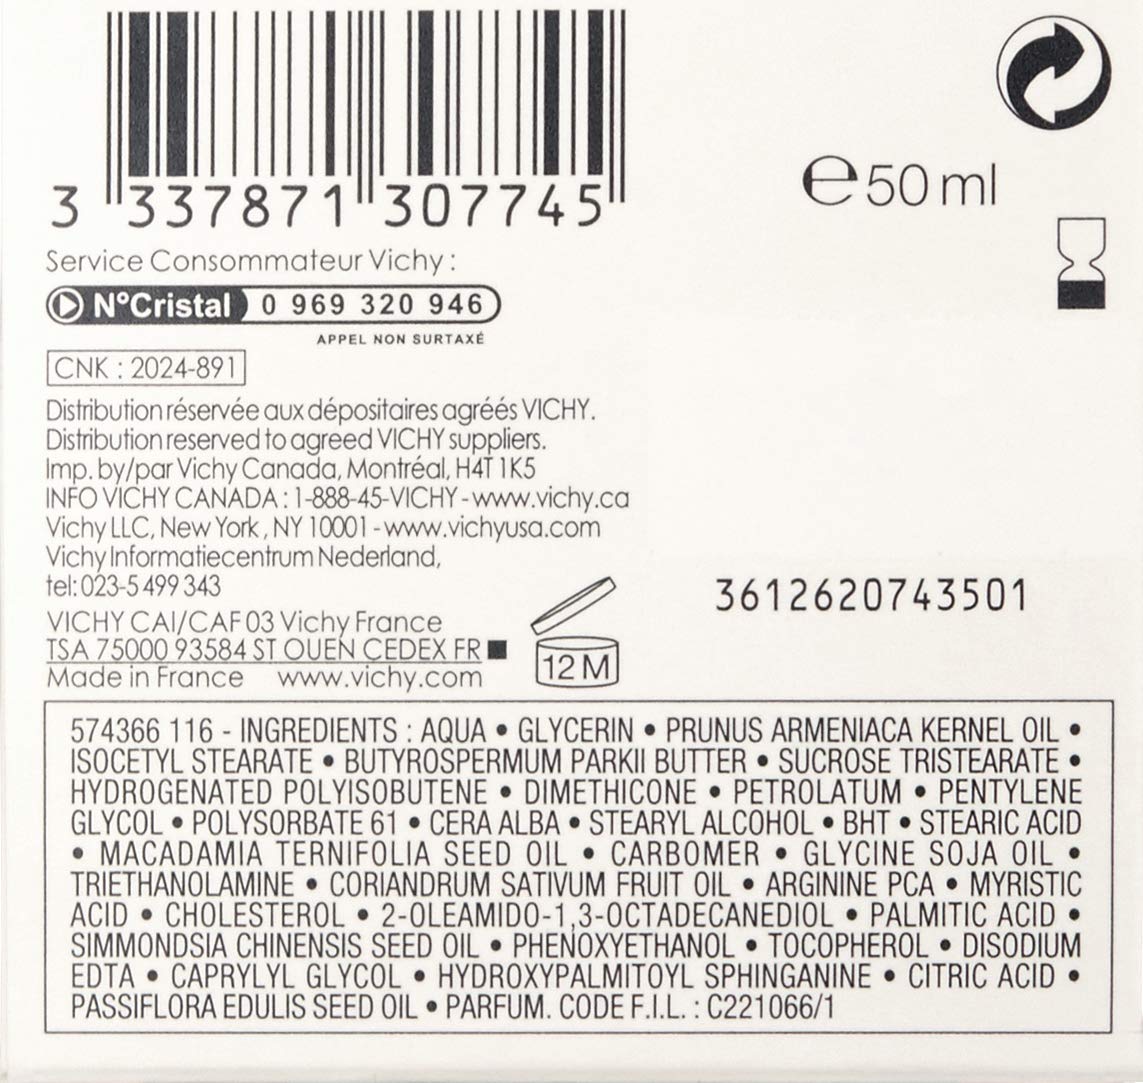 3 337871 307745
℮50 ml
Service Consommateur Vichy :
N°Cristal 0 969 320 946
APPEL NON SURTAXÉ
CNK : 2024-891
Distribution réservée aux dépositaires agréés VICHY.
Distribution reserved to agreed VICHY suppliers.
Imp. by/par Vichy Canada, Montréal, H4T 1K5
INFO VICHY CANADA : 1-888-45-VICHY - www.vichy.ca
Vichy LLC, New York, NY 10001 - www.vichyusa.com
Vichy Informatiecentrum Nederland,
tel: 023-5 499 343
3612620743501
VICHY CAI/CAF 03 Vichy France
TSA 75000 93584 ST OUEN CEDEX FR
Made in France www.vichy.com
12 M
574366 116 - INGREDIENTS : AQUA • GLYCERIN • PRUNUS ARMENIACA KERNEL OIL •
ISOCETYL STEARATE • BUTYROSPERMUM PARKII BUTTER • SUCROSE TRISTEARATE •
HYDROGENATED POLYISOBUTENE • DIMETHICONE • PETROLATUM • PENTYLENE
GLYCOL • POLYSORBATE 61 • CERA ALBA • STEARYL ALCOHOL • BHT • STEARIC ACID
• MACADAMIA TERNIFOLIA SEED OIL • CARBOMER • GLYCINE SOJA OIL •
TRIETHANOLAMINE • CORIANDRUM SATIVUM FRUIT OIL • ARGININE PCA • MYRISTIC
ACID • CHOLESTEROL • 2-OLEAMIDO-1,3-OCTADECANEDIOL • PALMITIC ACID •
SIMMONDSIA CHINENSIS SEED OIL • PHENOXYETHANOL • TOCOPHEROL • DISODIUM
EDTA • CAPRYLYL GLYCOL • HYDROXYPALMITOYL SPHINGANINE • CITRIC ACID •
PASSIFLORA EDULIS SEED OIL • PARFUM. CODE F.I.L. : C221066/1